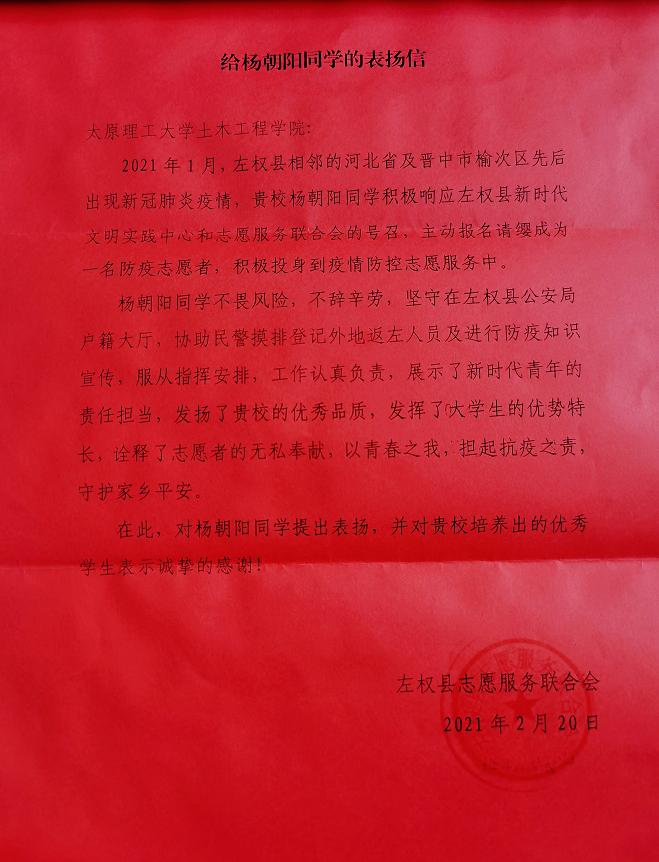 给杨朝阳同学的表扬信
太原理工大学土木工程学院:
2021年1月,左权县相邻的河北省及晋中市榆次区先后
出现新冠肺炎疫情，贵校杨朝阳同学积极响应左权县新时代
文明实践中心和志愿服务联合会的号召，主动报名请缨成为
一名防疫志愿者，积极投身到疫情防控志愿服务中。
杨朝阳同学不畏风险，不辞辛劳，坚守在左权县公安局
户籍大厅，协助民警摸排登记外地返左人员及进行防疫知识
宣传，服从指挥安排，工作认真负责，展示了新时代青年的
责任担当，发扬了贵校的优秀品质，发挥了大学生的优势特
长，诠释了志愿者的无私奉献，以青春之我，担起抗疫之责，
守护家乡平安。
在此，对杨朝阳同学提出表扬，并对贵校培养出的优秀
学生表示诚挚的感谢！
左权县志愿服务联合会
2021年2月20日